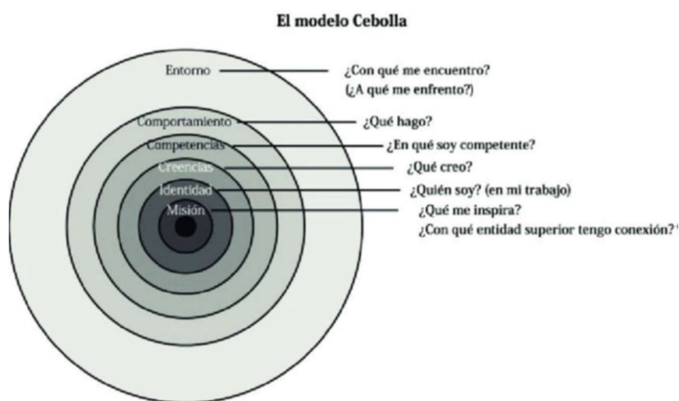 El modelo Cebolla
Entorno
¿Con qué me encuentro?
(¿A qué me enfrento?)
Comportamiento
¿Qué hago?
Competencias
¿En qué soy competente?
Creencias
¿Qué creo?
Identidad
¿Quién soy? (en mi trabajo)
Misión
¿Qué me inspira?
¿Con qué entidad superior tengo conexión?